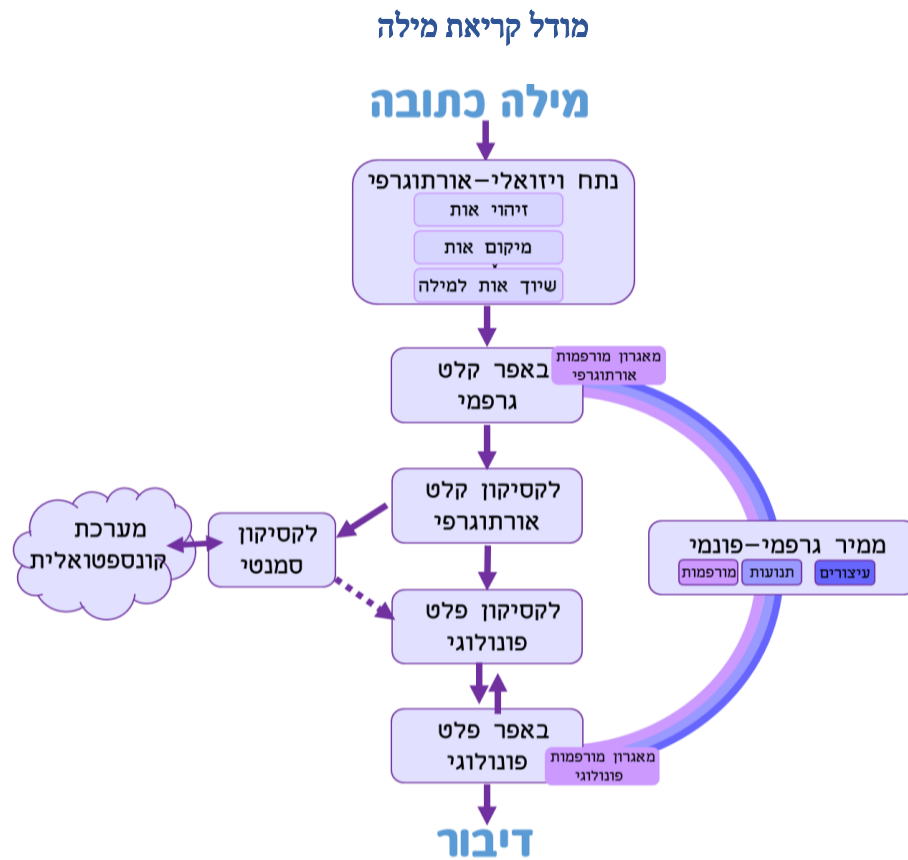 מודל קריאת מילה
מילה כתובה
נתח ויזואלי-אורתוגרפי
זיהוי אות
מיקום אות
שיוך אות למילה
באפר קלט
גרפמי
מאגרון מורפמות
אורתוגרפי
לקסיקון קלט
אורתוגרפי
לקסיקון
סמנטי
מערכת
קונספטואלית
ממיר גרפמי-פונמי
עיצורים
תנועות
מורפמות
לקסיקון פלט
פונולוגי
באפר פלט
פונולוגי
מאגרון מורפמות
פונולוגי
דיבור